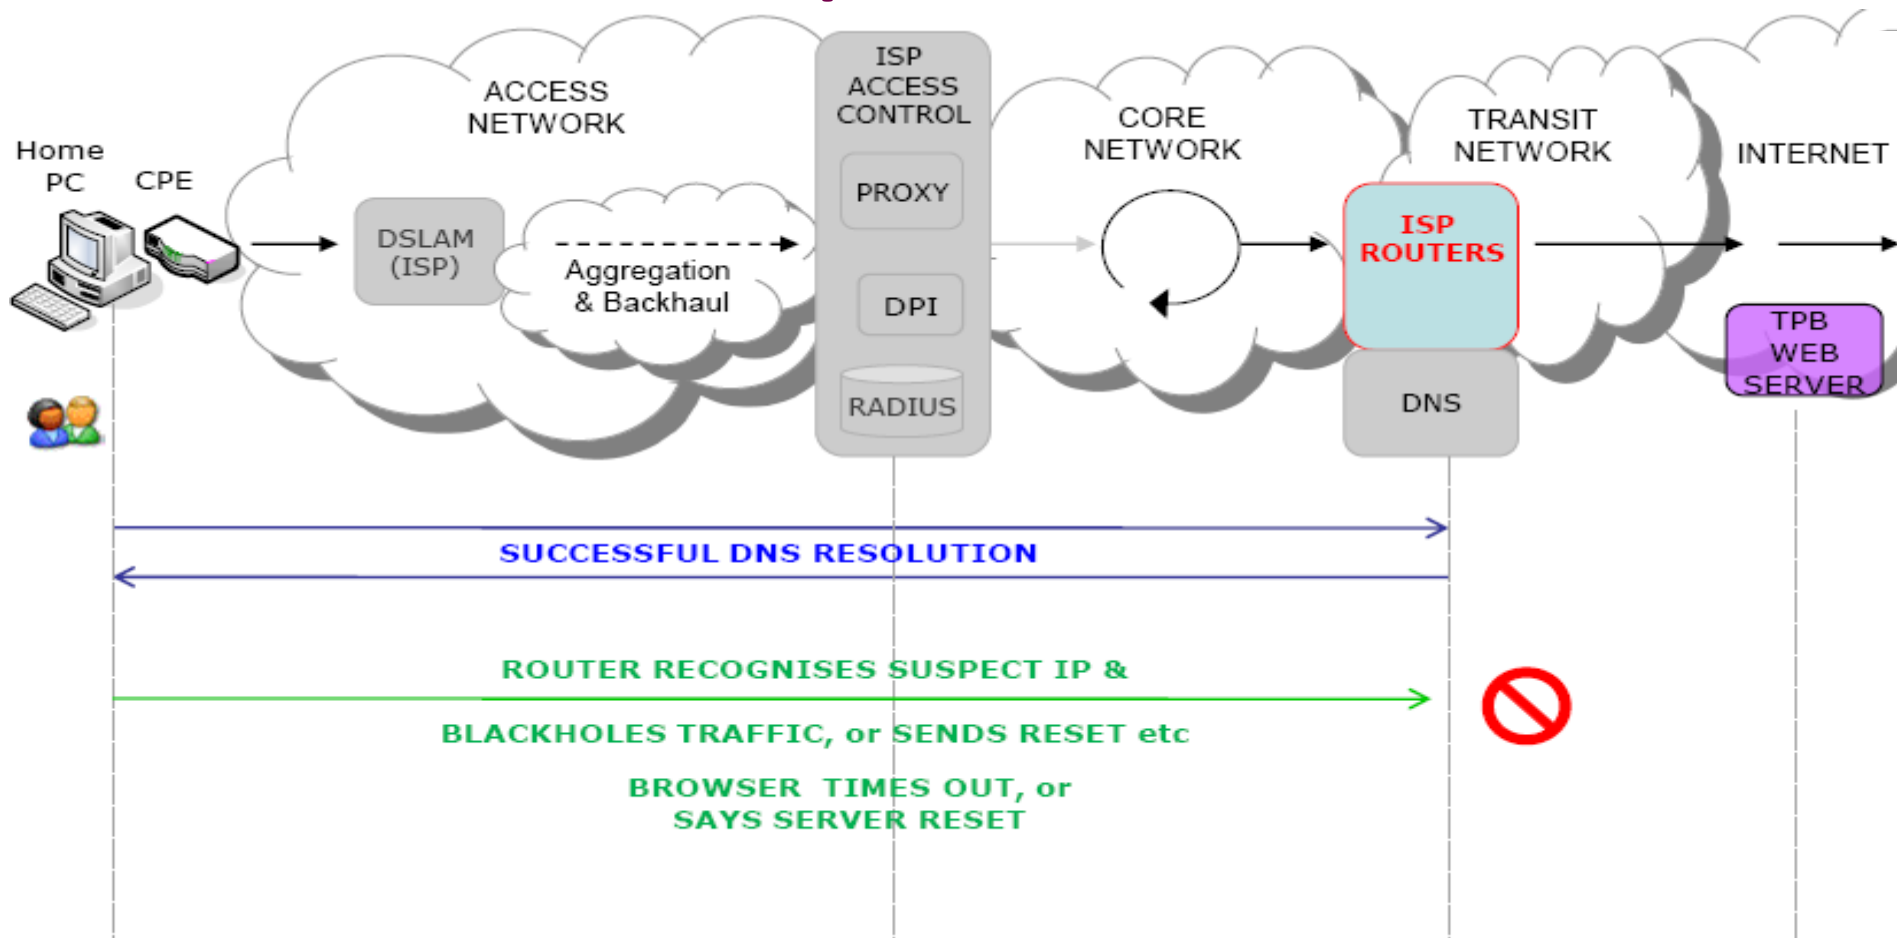 Home
PC
CPE
ACCESS
NETWORK
DSLAM
(ISP)
Aggregation
& Backhaul
ISP
ACCESS
CONTROL
PROXY
DPI
RADIUS
CORE
NETWORK
TRANSIT
NETWORK
ISP
ROUTERS
DNS
INTERNET
TPB
WEB
SERVER
SUCCESSFUL DNS RESOLUTION
ROUTER RECOGNISES SUSPECT IP &
BLACKHOLES TRAFFIC, or SENDS RESET etc
BROWSER TIMES OUT, or
SAYS SERVER RESET